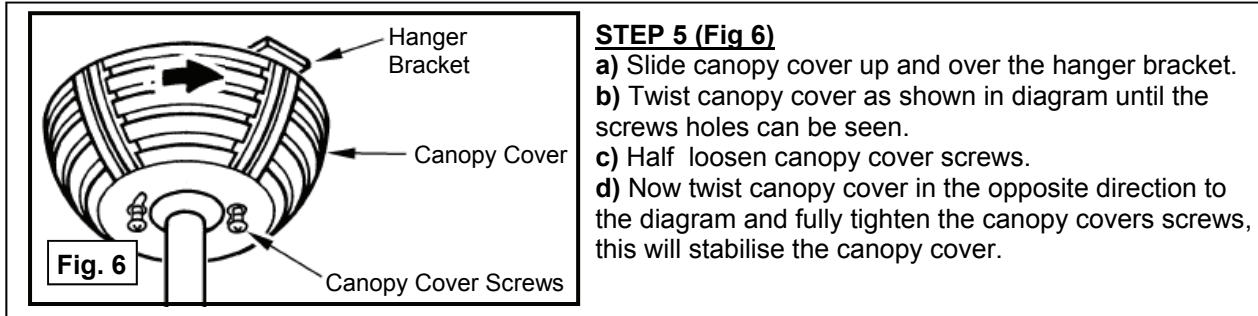 Hanger
Bracket
Canopy Cover
Fig. 6
Canopy Cover Screws
STEP 5 (Fig 6)
a) Slide canopy cover up and over the hanger bracket.
b) Twist canopy cover as shown in diagram until the
screws holes can be seen.
c) Half  loosen canopy cover screws.
d) Now twist canopy cover in the opposite direction to
the diagram and fully tighten the canopy covers screws,
this will stabilise the canopy cover.